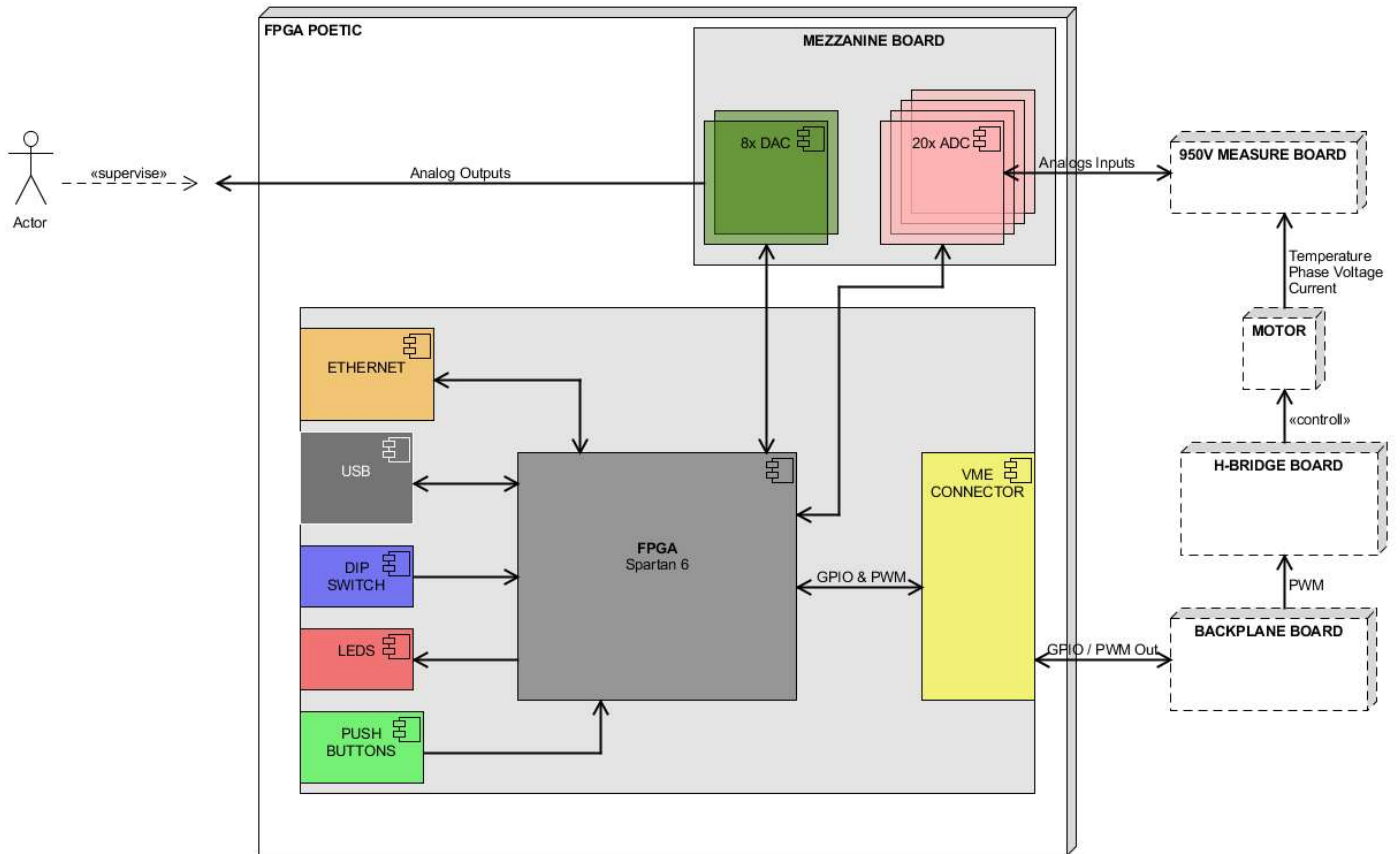 FPGA POETIC
MEZZANINE BOARD
8x DAC
20x ADC
950V MEASURE BOARD
«supervise»
Analog Outputs
Analogs Inputs
Actor
Temperature
Phase Voltage
Current
MOTOR
ETHERNET
«controll»
USB
VME
CONNECTOR
H-BRIDGE BOARD
FPGA
Spartan 6
DIP
SWITCH
GPIO & PWM
PWM
LEDS
BACKPLANE BOARD
GPIO / PWM Out
PUSH
BUTTONS